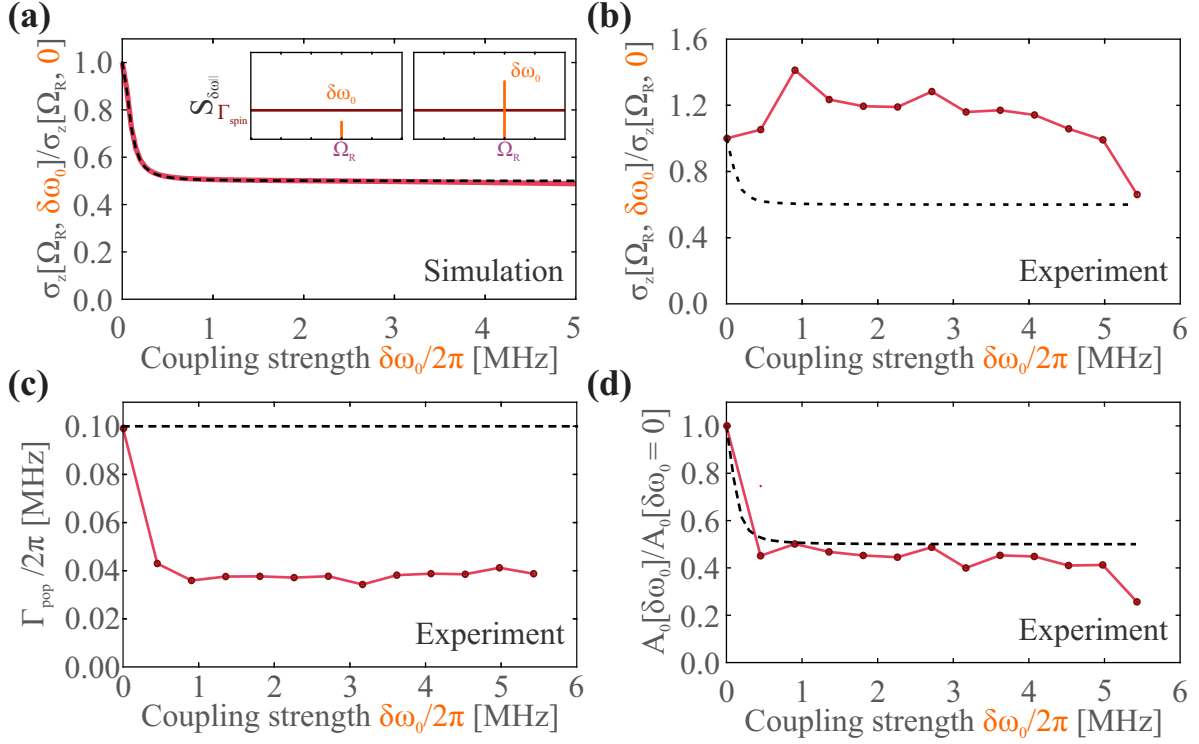 (a)
σz[ΩR, δω0]/σz[ΩR, 0]
1.0
0.8
0.6
0.4
0.2
0.0
0
1
2
3
4
5
Coupling strength δω0/2π [MHz]
Simulation
Sδω||
Γspin
δω0
ΩR
δω0
ΩR
(b)
σz[ΩR, δω0]/σz[ΩR, 0]
1.6
1.2
0.8
0.4
0.0
0
1
2
3
4
5
6
Coupling strength δω0/2π [MHz]
Experiment
(c)
Γpop/2π [MHz]
0.10
0.08
0.06
0.04
0.02
0.00
0
1
2
3
4
5
6
Coupling strength δω0/2π [MHz]
Experiment
(d)
A0[δω0]/A0[δω0 = 0]
1.0
0.8
0.6
0.4
0.2
0.0
0
1
2
3
4
5
6
Coupling strength δω0/2π [MHz]
Experiment